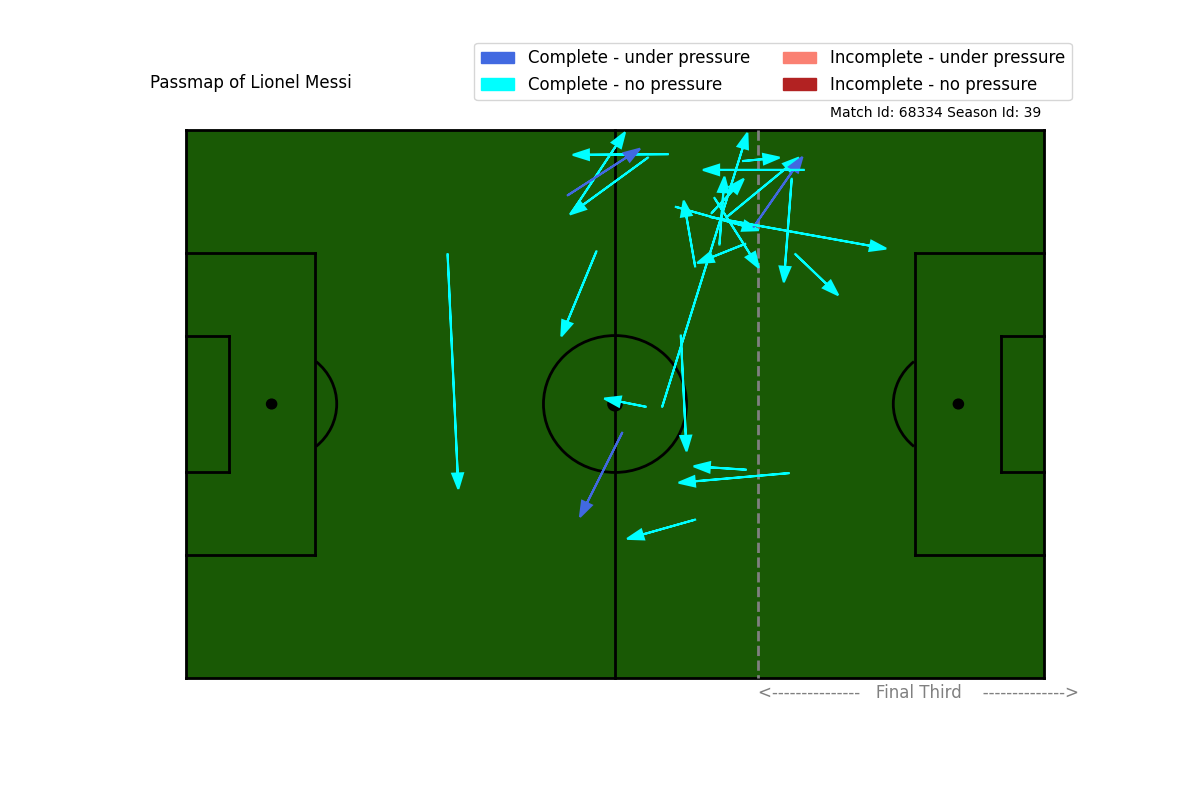 Passmap of Lionel Messi
Complete - under pressure
Complete - no pressure
Incomplete - under pressure
Incomplete - no pressure
Match Id: 68334 Season Id: 39
<--------------- Final Third -------------->